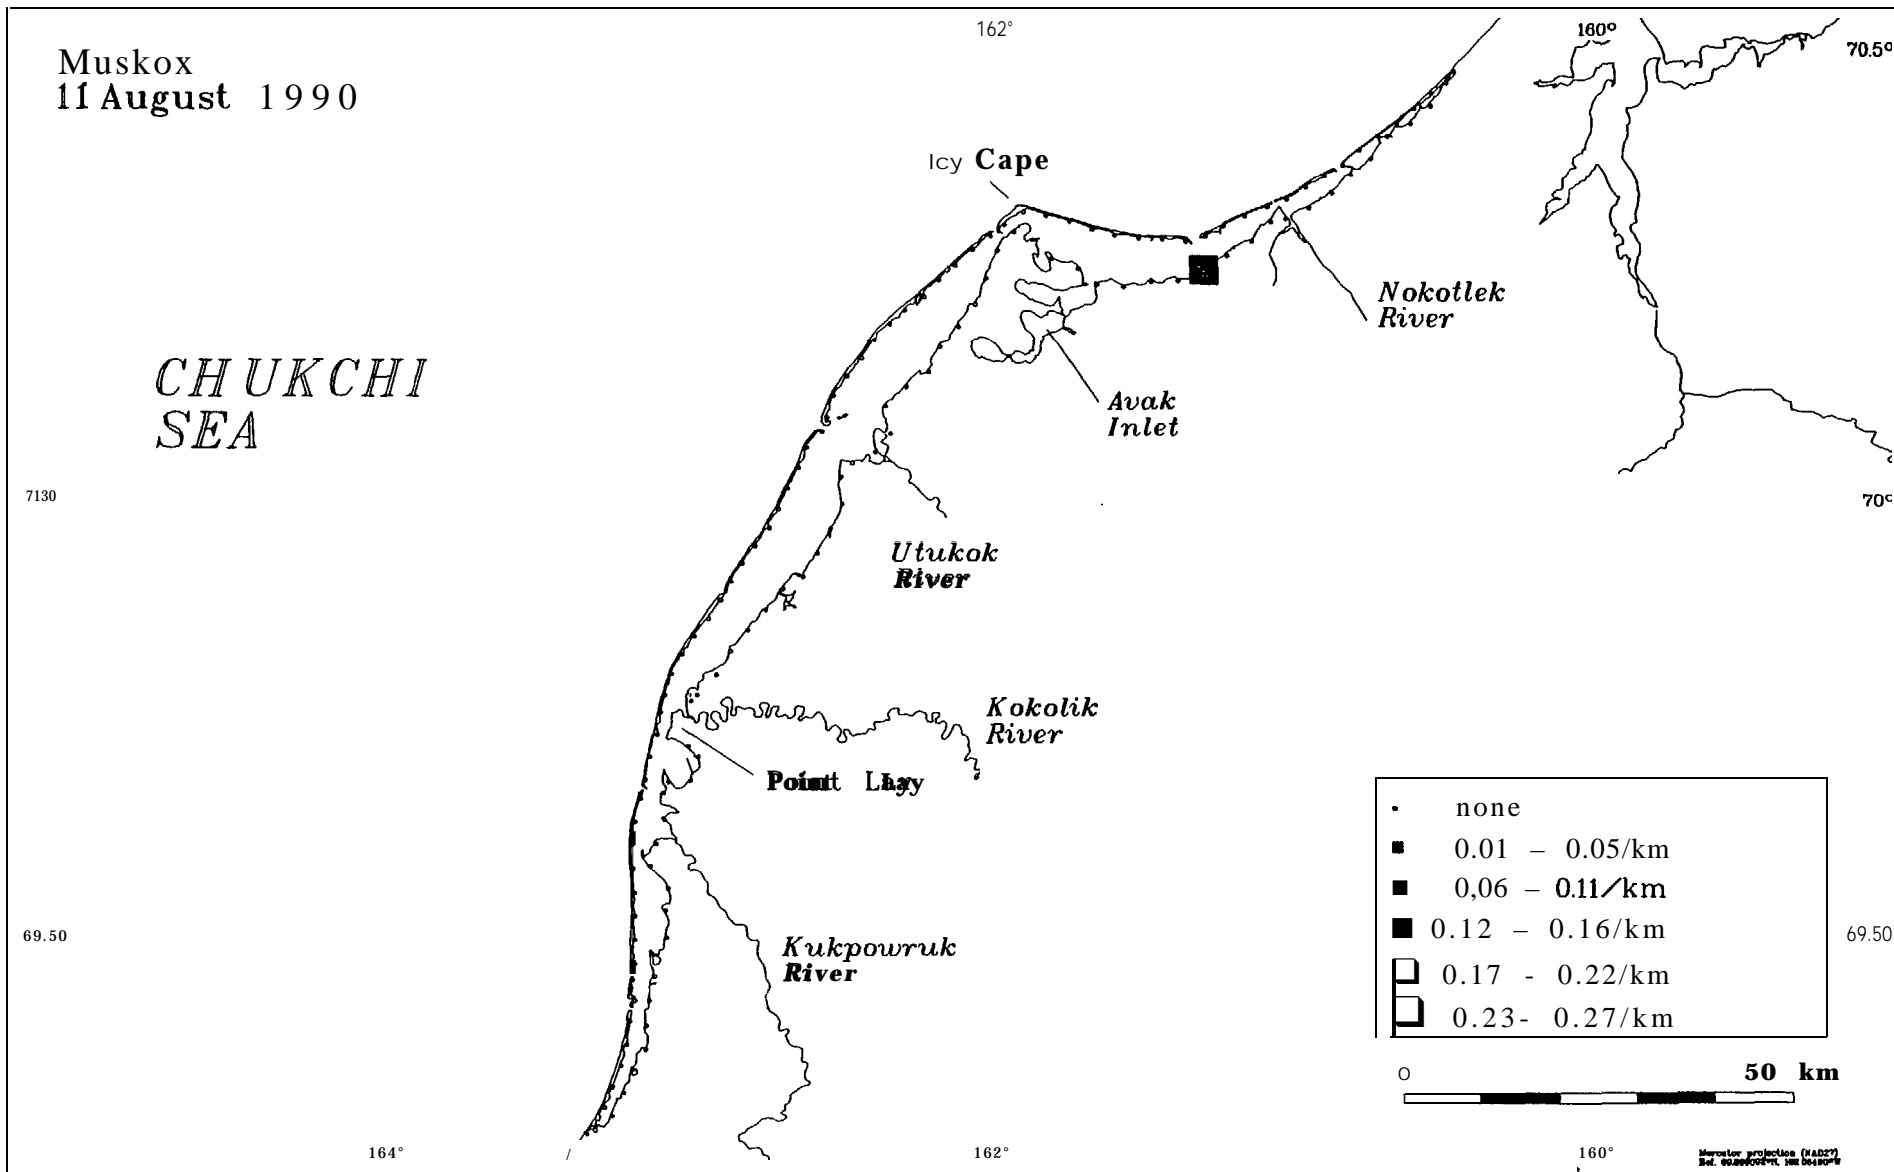 162°
160°
70.5°
Muskox
11 August 1990
Icy Cape
Nokotlek
River
CHUKCHI
SEA
Avak
Inlet
7130
70°
Utukok
River
Kokolik
River
Point Lay
none
0.01 – 0.05/km
0,06 – 0.11/km
0.12 – 0.16/km
0.17 - 0.22/km
0.23- 0.27/km
69.50
69.50
Kukpowruk
River
0 50 km
164°
162°
160°
Mercator projection (NAD27)